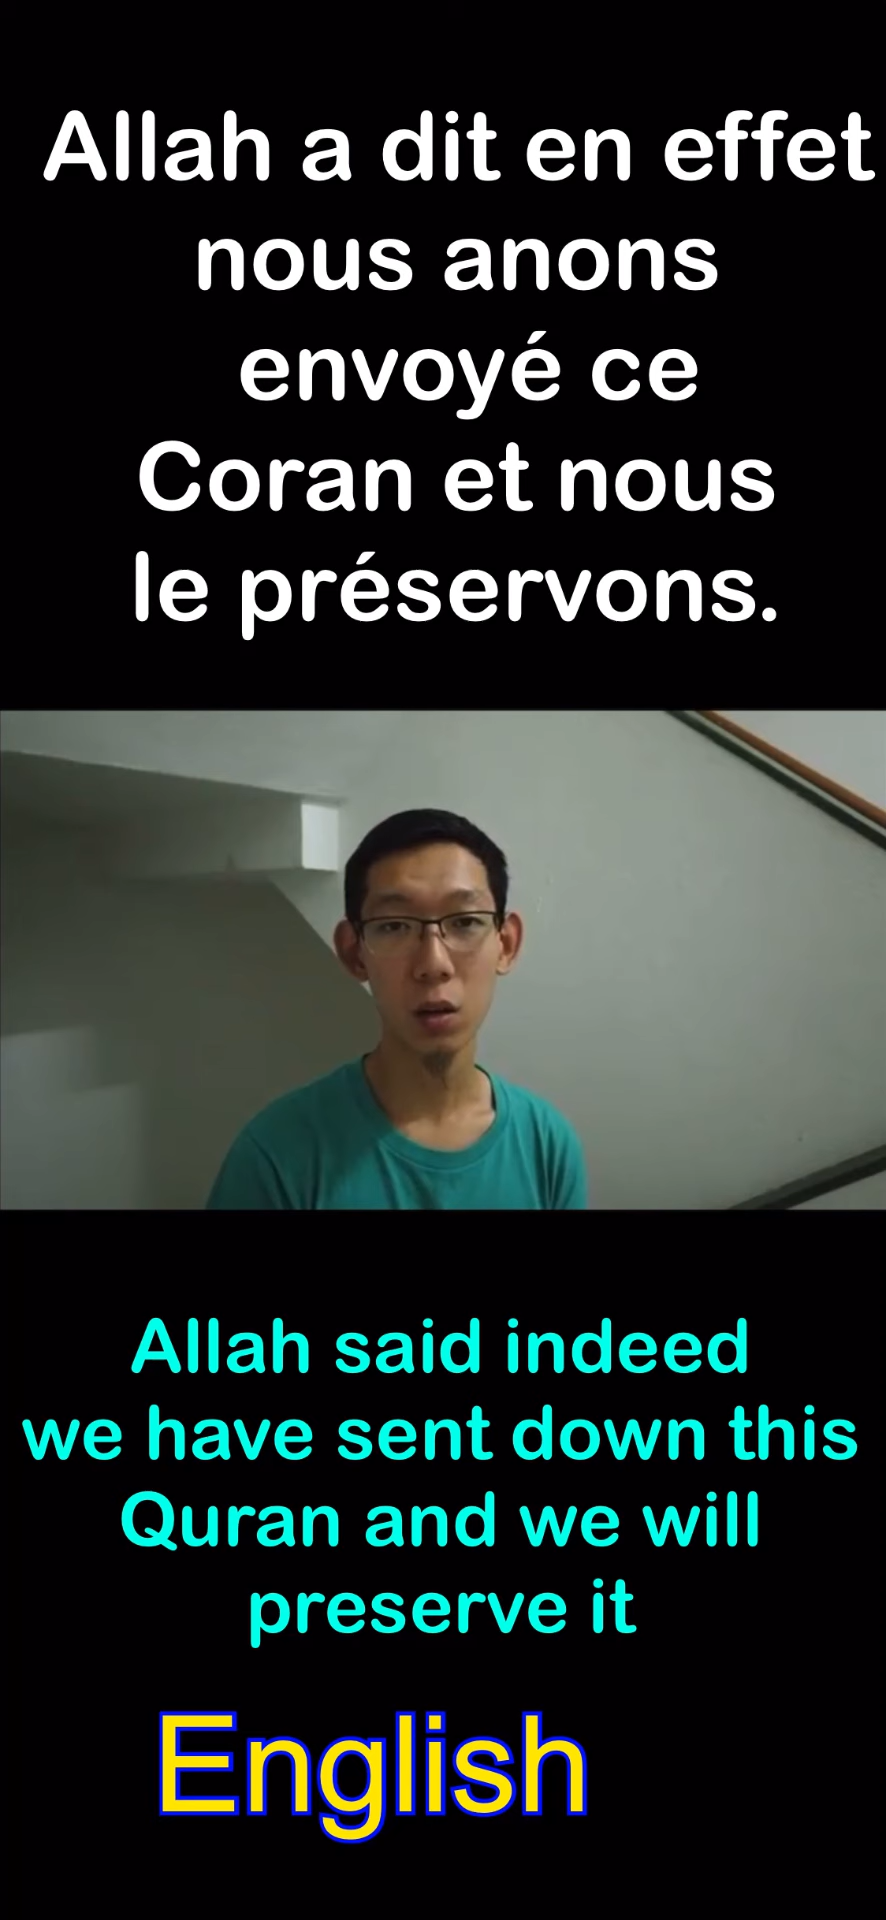 Allah a dit en effet
nous anons
envoyé ce
Coran et nous
le préservons.
Allah said indeed
we have sent down this
Quran and we will
preserve it
English